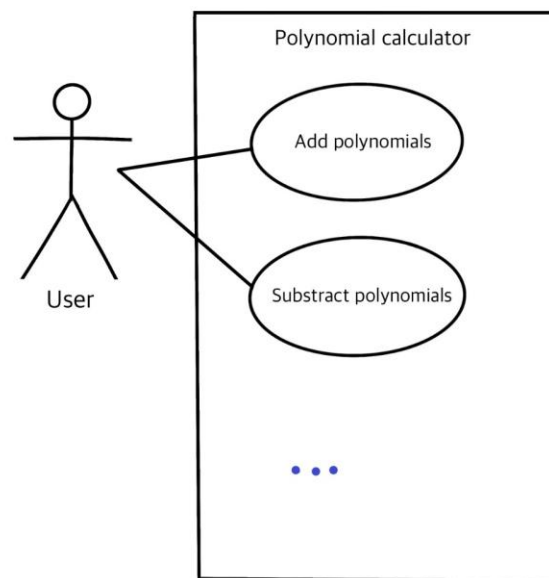 Polynomial calculator
Add polynomials
User
Substract polynomials